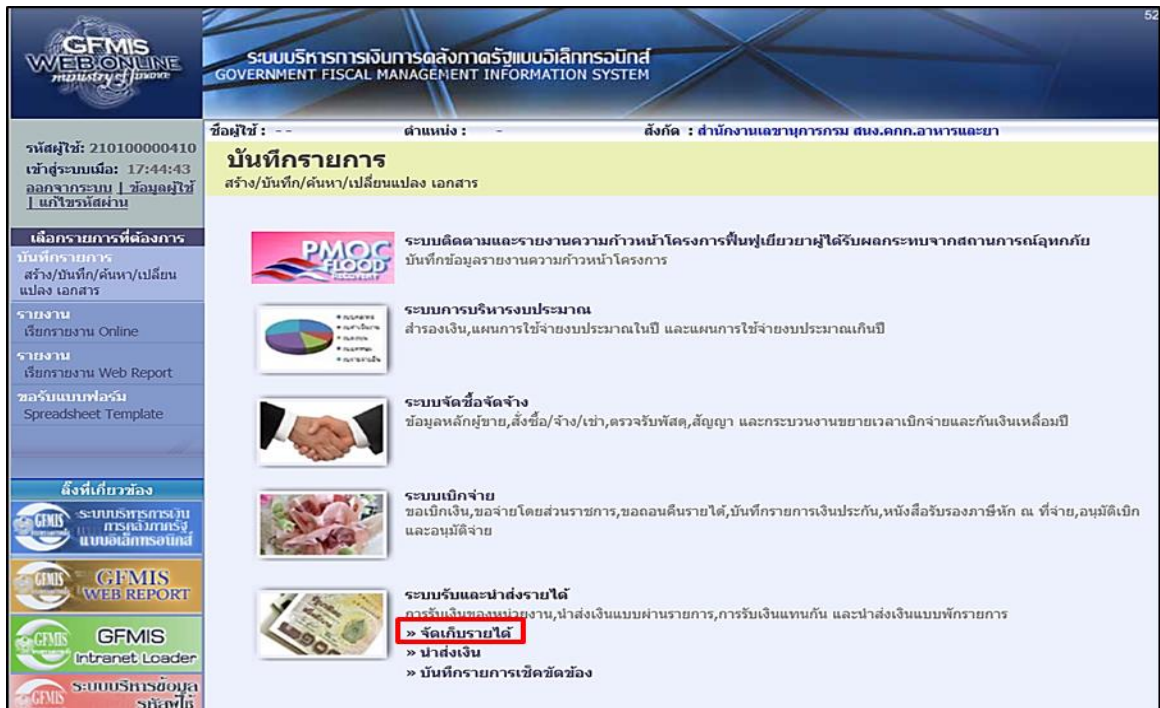 52
GFMIS
WEB ONLINE
ministry of finance
ระบบบริหารการเงินการคลังภาครัฐแบบอิเล็กทรอนิกส์
GOVERNMENT FISCAL MANAGEMENT INFORMATION SYSTEM
ชื่อผู้ใช้ : - - ตำแหน่ง : - สังกัด : สำนักงานเลขานุการกรม สนง.คกก.อาหารและยา
รหัสผู้ใช้: 210100000410
เข้าสู่ระบบเมื่อ: 17:44:43
ออกจากระบบ | ข้อมูลผู้ใช้
| แก้ไขรหัสผ่าน
บันทึกรายการ
สร้าง/บันทึก/ค้นหา/เปลี่ยนแปลง เอกสาร
เลือกรายการที่ต้องการ
บันทึกรายการ
สร้าง/บันทึก/ค้นหา/เปลี่ยน
แปลง เอกสาร
รายงาน
เรียกรายงาน Online
รายงาน
เรียกรายงาน Web Report
ขอรับแบบฟอร์ม
Spreadsheet Template
ลิ๊งที่เกี่ยวข้อง
GFMIS
ระบบบริหารการเงิน
การคลังภาครัฐ
แบบอิเล็กทรอนิกส์
GFMIS
GFMIS
WEB REPORT
GFMIS
GFMIS
Intranet Loader
GFMIS
ระบบบริหารข้อมูล
รหัสผู้ใช้
PMOC
FLOOD
RECOVERY
ระบบติดตามและรายงานความก้าวหน้าโครงการฟื้นฟูเยียวยาผู้ได้รับผลกระทบจากสถานการณ์อุทกภัย
บันทึกข้อมูลรายงานความก้าวหน้าโครงการ
ระบบการบริหารงบประมาณ
สำรองเงิน,แผนการใช้จ่ายงบประมาณในปี และแผนการใช้จ่ายงบประมาณเกินปี
ระบบจัดซื้อจัดจ้าง
ข้อมูลหลักผู้ขาย,สั่งซื้อ/จ้าง/เช่า,ตรวจรับพัสดุ,สัญญา และกระบวนงานขยายเวลาเบิกจ่ายและกันเงินเหลื่อมปี
ระบบเบิกจ่าย
ขอเบิกเงิน,ขอจ่ายโดยส่วนราชการ,ขอถอนคืนรายได้,บันทึกรายการเงินประกัน,หนังสือรับรองภาษีหัก ณ ที่จ่าย,อนุมัติเบิก
และอนุมัติจ่าย
ระบบรับและนำส่งรายได้
การรับเงินของหน่วยงาน,นำส่งเงินแบบผ่านรายการ,การรับเงินแทนกัน และนำส่งเงินแบบพักรายการ
» จัดเก็บรายได้
» นำส่งเงิน
» บันทึกรายการเช็คขัดข้อง